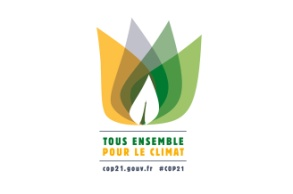 TOUS ENSEMBLE
POUR LE CLIMAT
cop21.gouv.fr #COP21